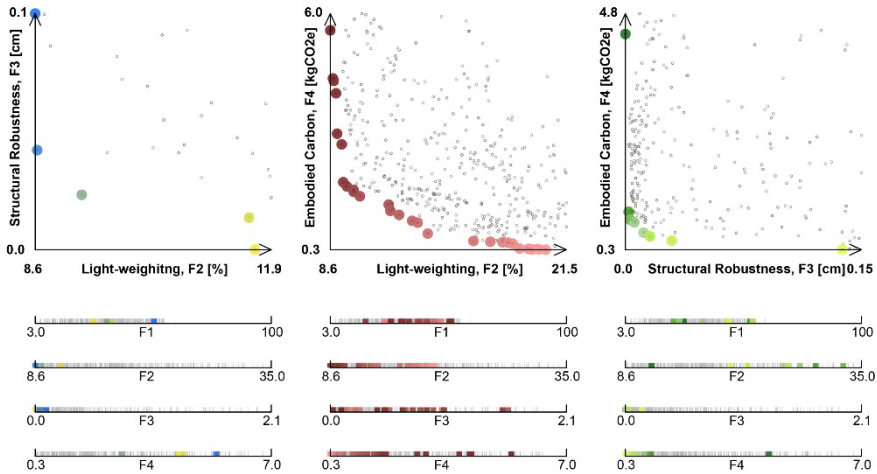 0.1
Structural Robustness, F3 [cm]
0.0
8.6
Light-weighitng, F2 [%]
11.9
6.0
Embodied Carbon, F4 [kgCO2e]
0.3
8.6
Light-weighting, F2 [%]
21.5
4.8
Embodied Carbon, F4 [kgCO2e]
0.3
0.0
Structural Robustness, F3 [cm]
0.15
3.0
F1
100
3.0
F1
100
3.0
F1
100
8.6
F2
35.0
8.6
F2
35.0
8.6
F2
35.0
0.0
F3
2.1
0.0
F3
2.1
0.0
F3
2.1
0.3
F4
7.0
0.3
F4
7.0
0.3
F4
7.0